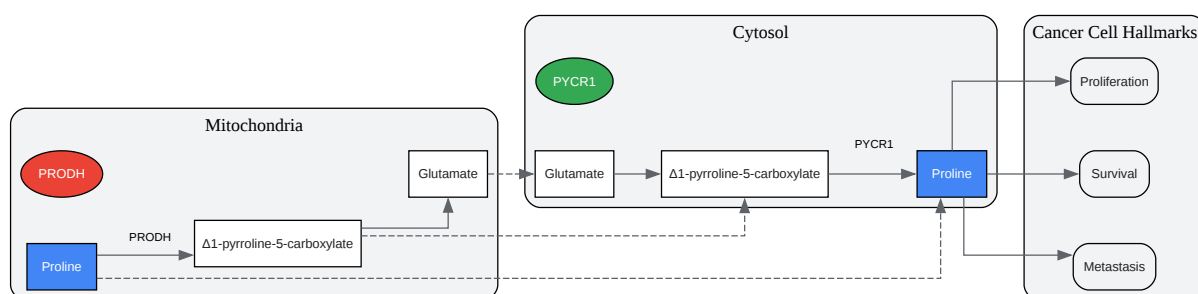 Cytosol
Cancer Cell Hallmarks
PYCR1
Proliferation
Mitochondria
PYCR1
PRODH
Glutamate
Glutamate
Δ1-pyrroline-5-carboxylate
Proline
Survival
PRODH
Δ1-pyrroline-5-carboxylate
Proline
Metastasis